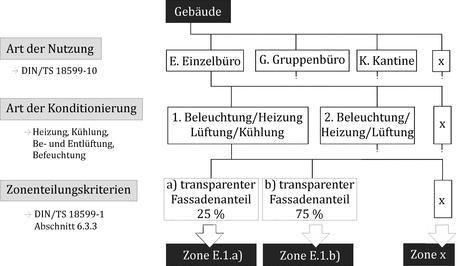 Gebäude
Art der Nutzung
→ DIN/TS 18599-10
E. Einzelbüro
G. Gruppenbüro
K. Kantine
x
Art der Konditionierung
→ Heizung, Kühlung,
Be- und Entlüftung,
Befeuchtung
1. Beleuchtung/Heizung
Lüftung/Kühlung
2. Beleuchtung/
Heizung/Lüftung
x
Zonenteilungskriterien
→ DIN/TS 18599-1
Abschnitt 6.3.3
a) transparenter
Fassadenanteil
25 %
b) transparenter
Fassadenanteil
75 %
x
Zone E.1.a)
Zone E.1.b)
Zone x